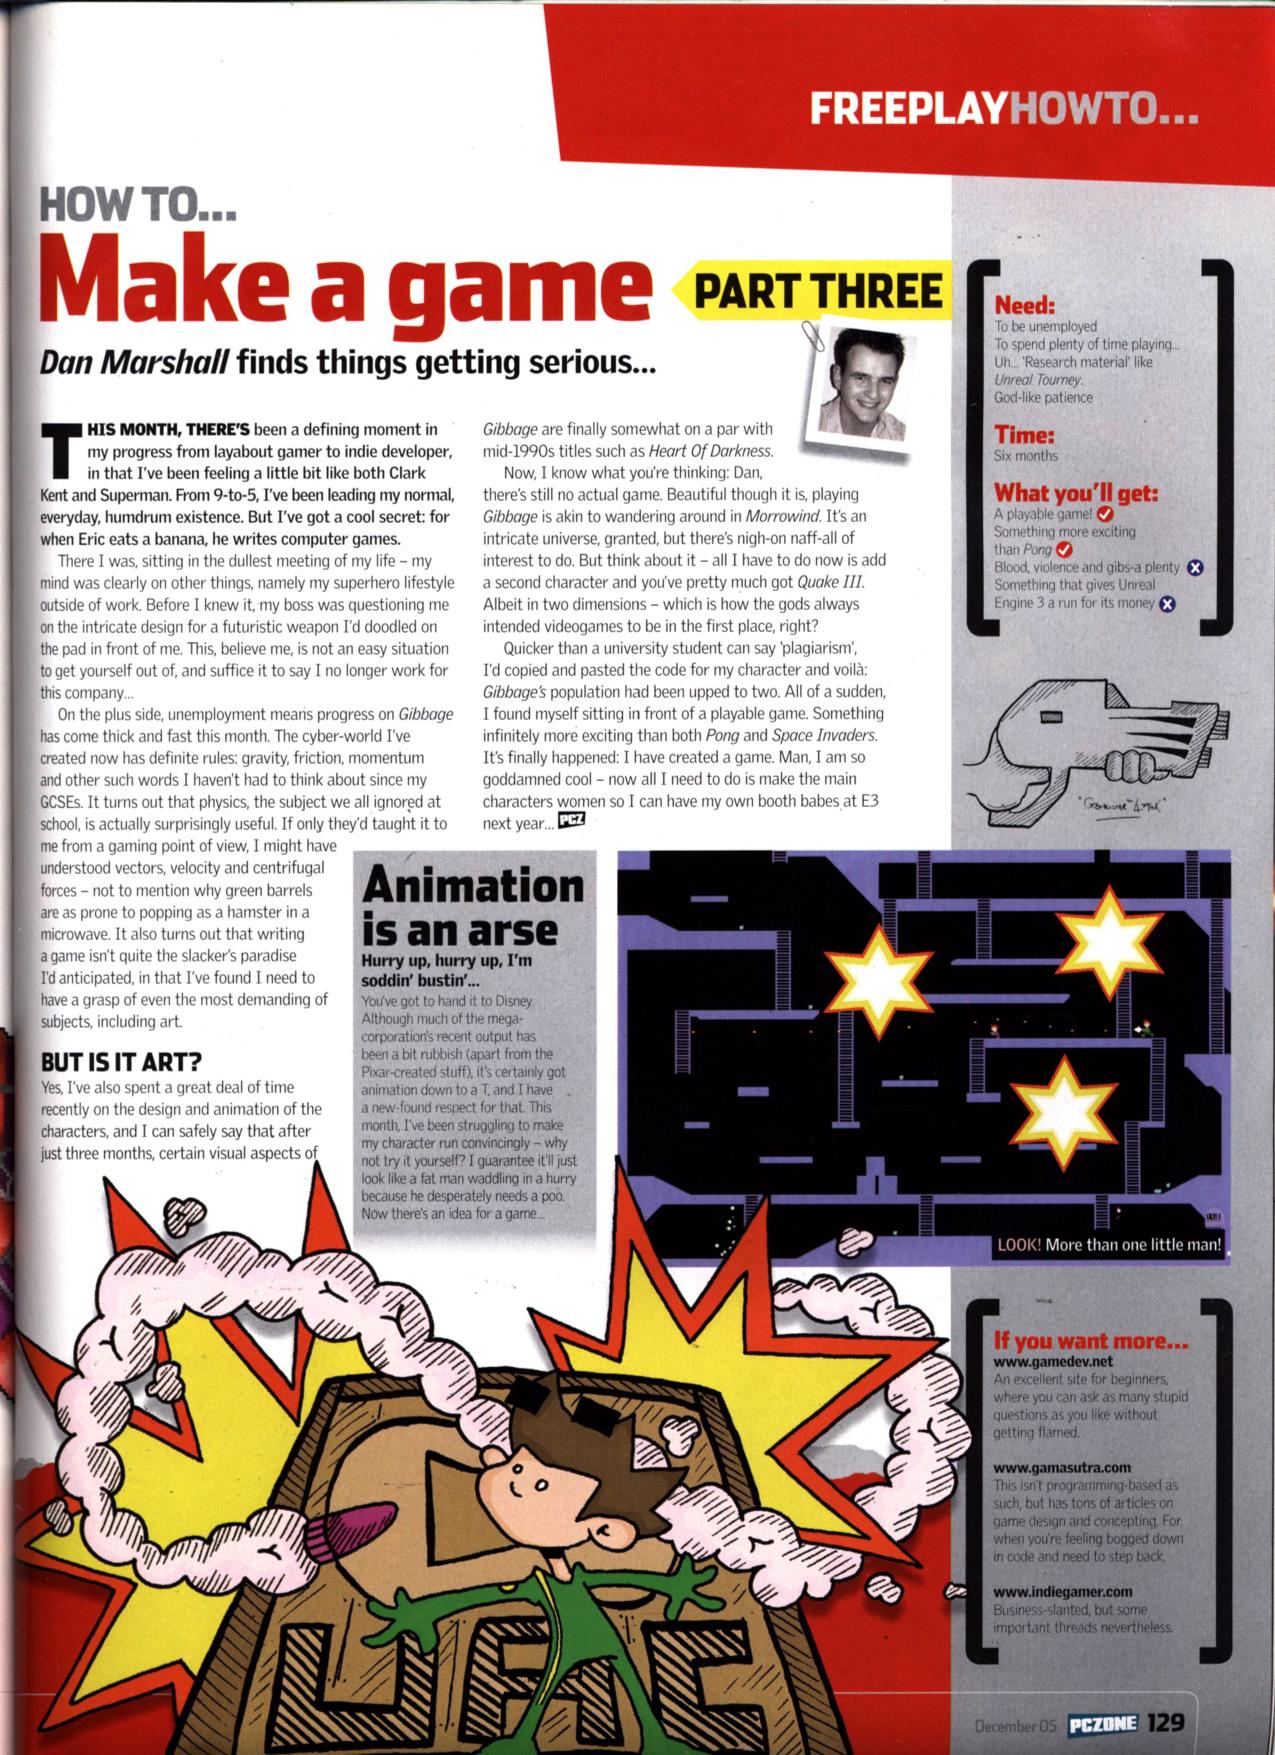 FREEPLAYHOWTO...
HOW TO...
Make a game
PART THREE
Dan Marshall finds things getting serious...
THIS MONTH, THERE'S been a defining moment in
my progress from layabout gamer to indie developer,
in that I've been feeling a little bit like both Clark
Kent and Superman. From 9-to-5, I've been leading my normal,
everyday, humdrum existence. But I've got a cool secret: for
when Eric eats a banana, he writes computer games.
There I was, sitting in the dullest meeting of my life – my
mind was clearly on other things, namely my superhero lifestyle
outside of work. Before I knew it, my boss was questioning me
on the intricate design for a futuristic weapon I'd doodled on
the pad in front of me. This, believe me, is not an easy situation
to get yourself out of, and suffice it to say I no longer work for
this company...
On the plus side, unemployment means progress on Gibbage
has come thick and fast this month. The cyber-world I've
created now has definite rules: gravity, friction, momentum
and other such words I haven't had to think about since my
GCSEs. It turns out that physics, the subject we all ignored at
school, is actually surprisingly useful. If only they'd taught it to
me from a gaming point of view, I might have
understood vectors, velocity and centrifugal
forces – not to mention why green barrels
are as prone to popping as a hamster in a
microwave. It also turns out that writing
a game isn't quite the slacker's paradise
I'd anticipated, in that I've found I need to
have a grasp of even the most demanding of
subjects, including art.
BUT IS IT ART?
Yes, I've also spent a great deal of time
recently on the design and animation of the
characters, and I can safely say that after
just three months, certain visual aspects of
Gibbage are finally somewhat on a par with
mid-1990s titles such as Heart Of Darkness.
Now, I know what you're thinking: Dan,
there's still no actual game. Beautiful though it is, playing
Gibbage is akin to wandering around in Morrowind. It's an
intricate universe, granted, but there's nigh-on naff-all of
interest to do. But think about it – all I have to do now is add
a second character and you've pretty much got Quake III.
Albeit in two dimensions – which is how the gods always
intended videogames to be in the first place, right?
Quicker than a university student can say 'plagiarism',
I'd copied and pasted the code for my character and voilà:
Gibbage's population had been upped to two. All of a sudden,
I found myself sitting in front of a playable game. Something
infinitely more exciting than both Pong and Space Invaders.
It's finally happened: I have created a game. Man, I am so
goddamned cool – now all I need to do is make the main
characters women so I can have my own booth babes at E3
next year... PCZ
Animation
is an arse
Hurry up, hurry up, I'm
soddin' bustin'...
You've got to hand it to Disney.
Although much of the mega-
corporation's recent output has
been a bit rubbish (apart from the
Pixar-created stuff), it's certainly got
animation down to a T, and I have
a new-found respect for that. This
month, I've been struggling to make
my character run convincingly – why
not try it yourself? I guarantee it'll just
look like a fat man waddling in a hurry
because he desperately needs a poo.
Now there's an idea for a game...
Need:
To be unemployed
To spend plenty of time playing...
Uh... 'Research material' like
Unreal Tourney.
God-like patience
Time:
Six months
What you'll get:
A playable game!
Something more exciting
than Pong
Blood, violence and gibs-a plenty
Something that gives Unreal
Engine 3 a run for its money
LOOK! More than one little man!
If you want more...
www.gamedev.net
An excellent site for beginners,
where you can ask as many stupid
questions as you like without
getting flamed.
www.gamasutra.com
This isn't programming-based as
such, but has tons of articles on
game design and concepting. For
when you're feeling bogged down
in code and need to step back.
www.indiegamer.com
Business-slanted, but some
important threads nevertheless.
UAC
December 05 PCZONE 129